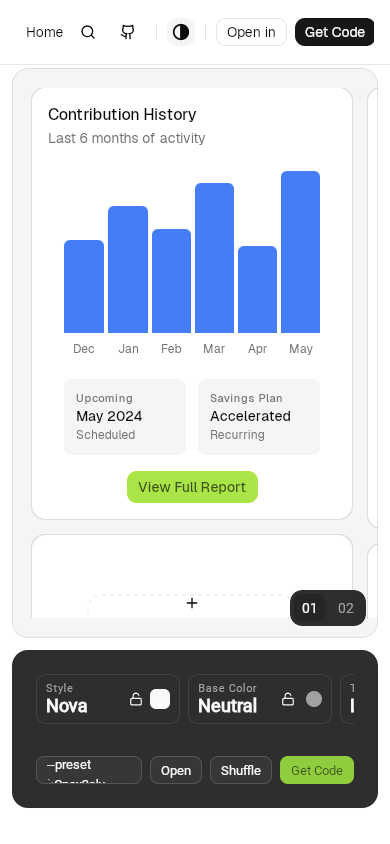 Home
Open in
Get Code
Contribution History
Last 6 months of activity
Dec Jan Feb Mar Apr May
Upcoming
May 2024
Scheduled
Savings Plan
Accelerated
Recurring
View Full Report
01 02
Style
Nova
Base Color
Neutral
--preset
Open
Shuffle
Get Code